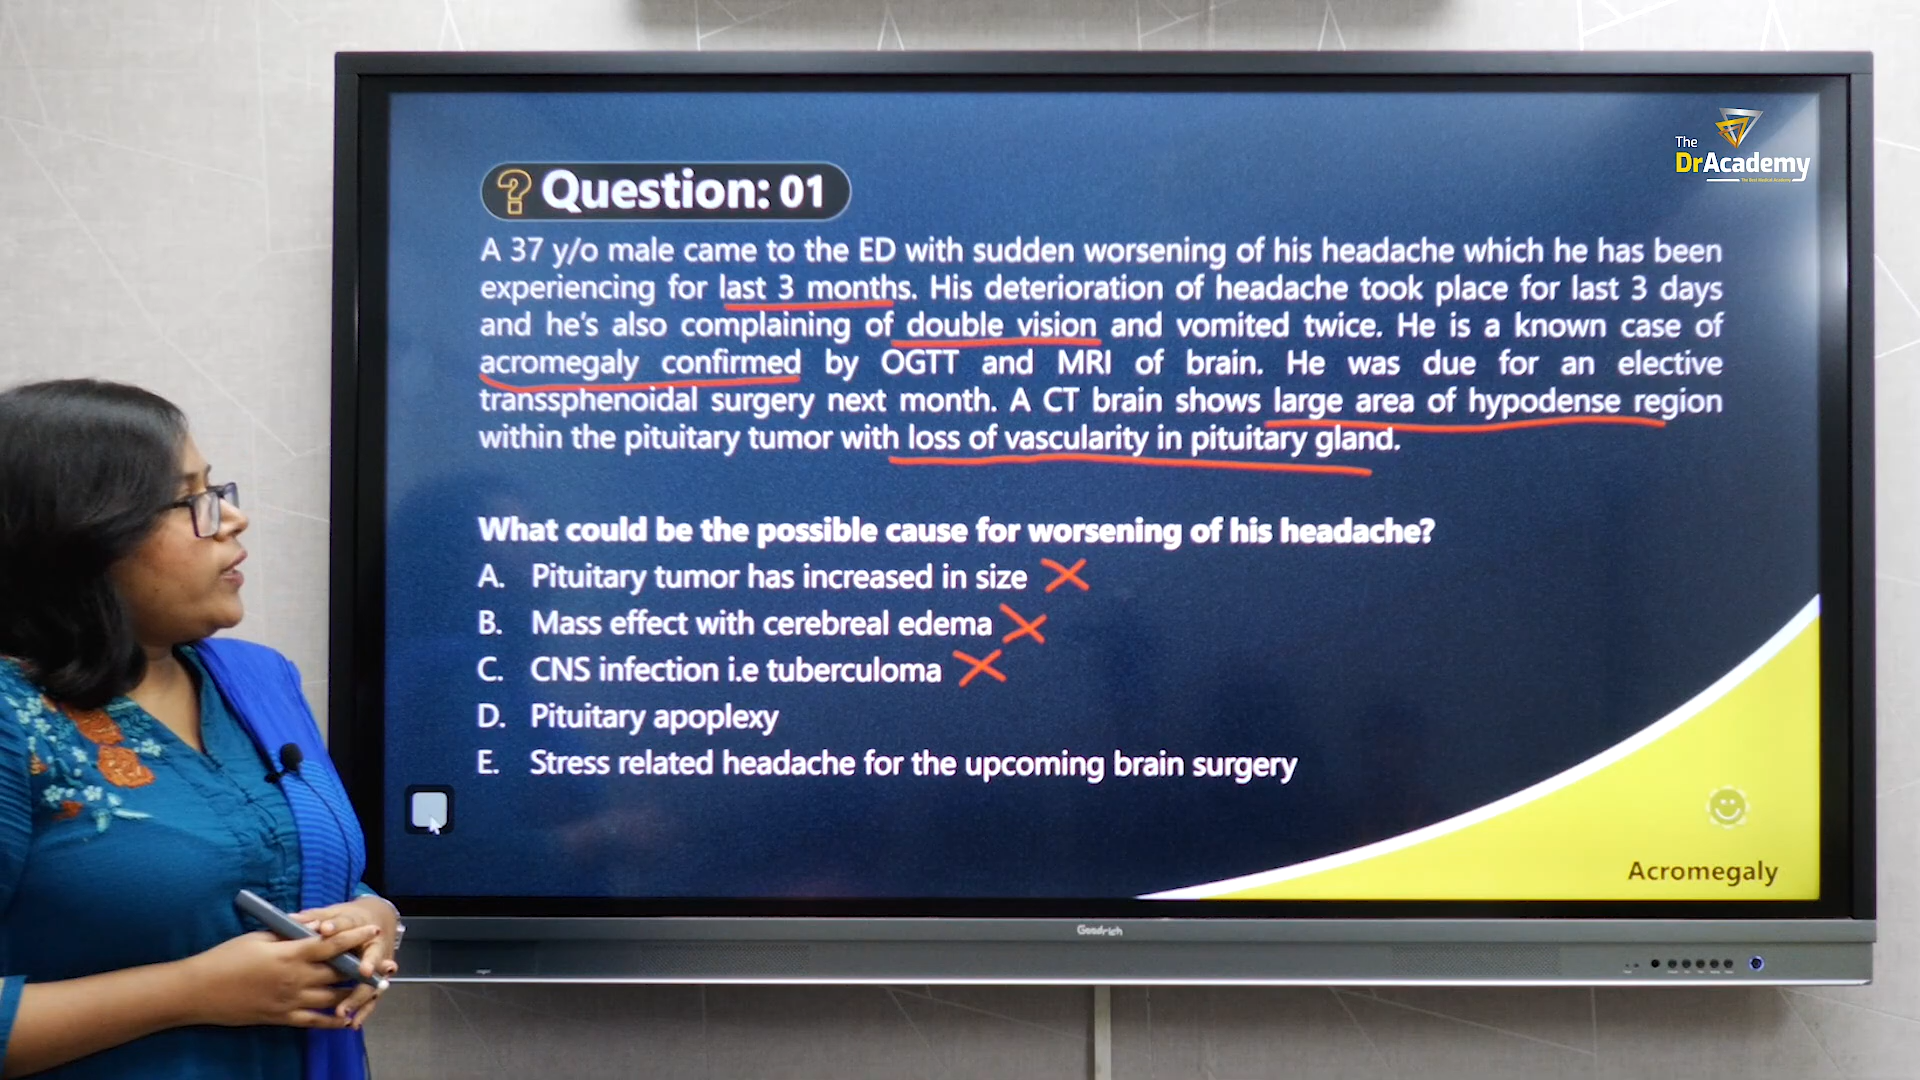 The
DrAcademy
Question: 01
A 37 y/o male came to the ED with sudden worsening of his headache which he has been
experiencing for last 3 months. His deterioration of headache took place for last 3 days
and he's also complaining of double vision and vomited twice. He is a known case of
acromegaly confirmed by OGTT and MRI of brain. He was due for an elective
transsphenoidal surgery next month. A CT brain shows large area of hypodense region
within the pituitary tumor with loss of vascularity in pituitary gland.
What could be the possible cause for worsening of his headache?
A. Pituitary tumor has increased in size
B. Mass effect with cerebreal edema
C. CNS infection i.e tuberculoma
D. Pituitary apoplexy
E. Stress related headache for the upcoming brain surgery
Acromegaly
Goodrich